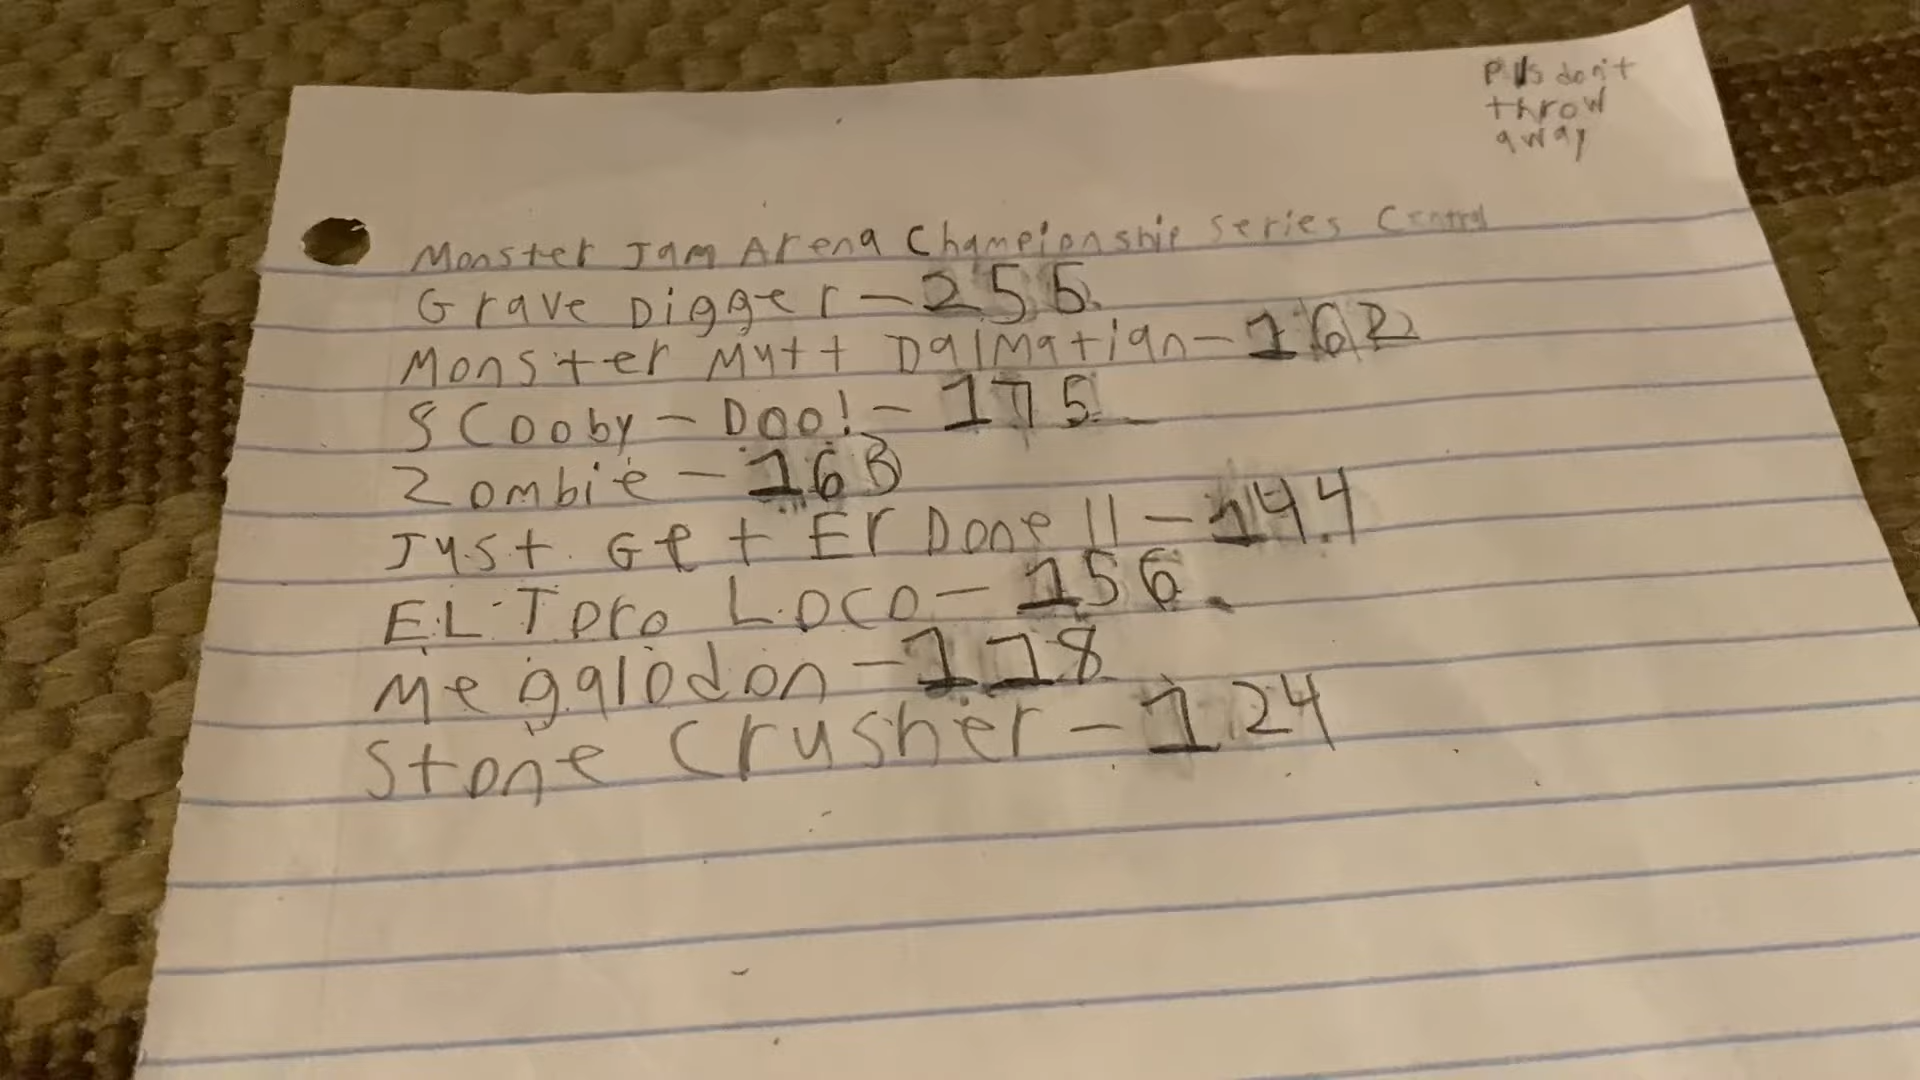 Pls don't
throw
away
Monster Jam Arena Championship Series Central
Grave Digger-255
Monster Mutt Dalmatian-162
Scooby-Doo!-175
Zombie-163
Just Get Er Done!!-144
EL Toro Loco-156
Megalodon-118
Stone Crusher-124